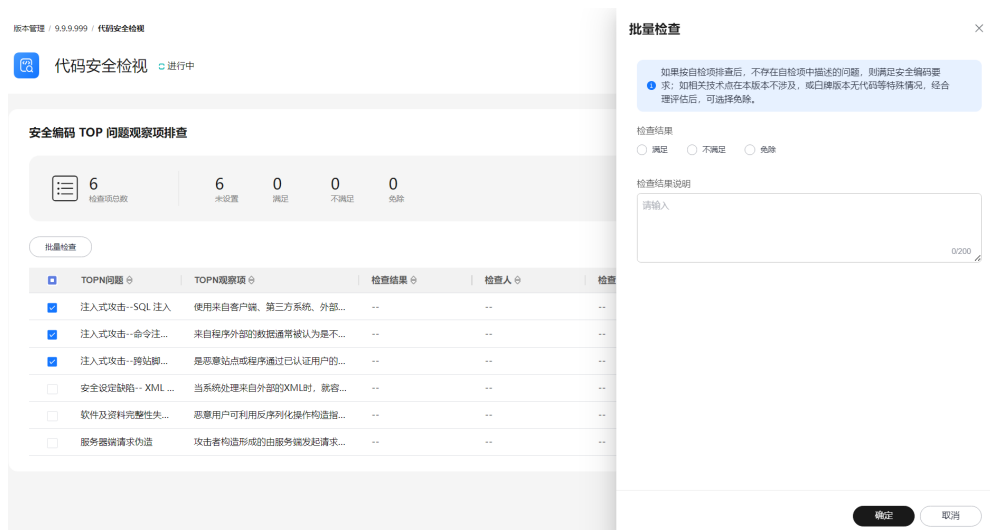 版本管理 / 9.9.9.999 / 代码安全检视
代码安全检视 进行中
安全编码 TOP 问题观察项排查
6 6 0 0 0
检查项总数 未设置 满足 不满足 免除
批量检查
TOPN问题 TOPN观察项 检查结果 检查人 检查
注入式攻击--SQL 注入 使用来自客户端、第三方系统、外部... -- -- --
注入式攻击--命令注... 来自程序外部的数据通常被认为是不... -- -- --
注入式攻击--跨站脚... 是恶意站点或程序通过已认证用户的... -- -- --
安全设定缺陷-- XML ... 当系统处理来自外部的XML时，就容... -- -- --
软件及资料完整性失... 恶意用户可利用反序列化操作构造指... -- -- --
服务器端请求伪造 攻击者构造形成的由服务端发起请求... -- -- --
批量检查
如果按自检项排查后，不存在自检项中描述的问题，则满足安全编码要
求；如相关技术点在本版本不涉及，或白牌版本无代码等特殊情况，经合
理评估后，可选择免除。
检查结果
满足 不满足 免除
检查结果说明
请输入
0/200
确定 取消